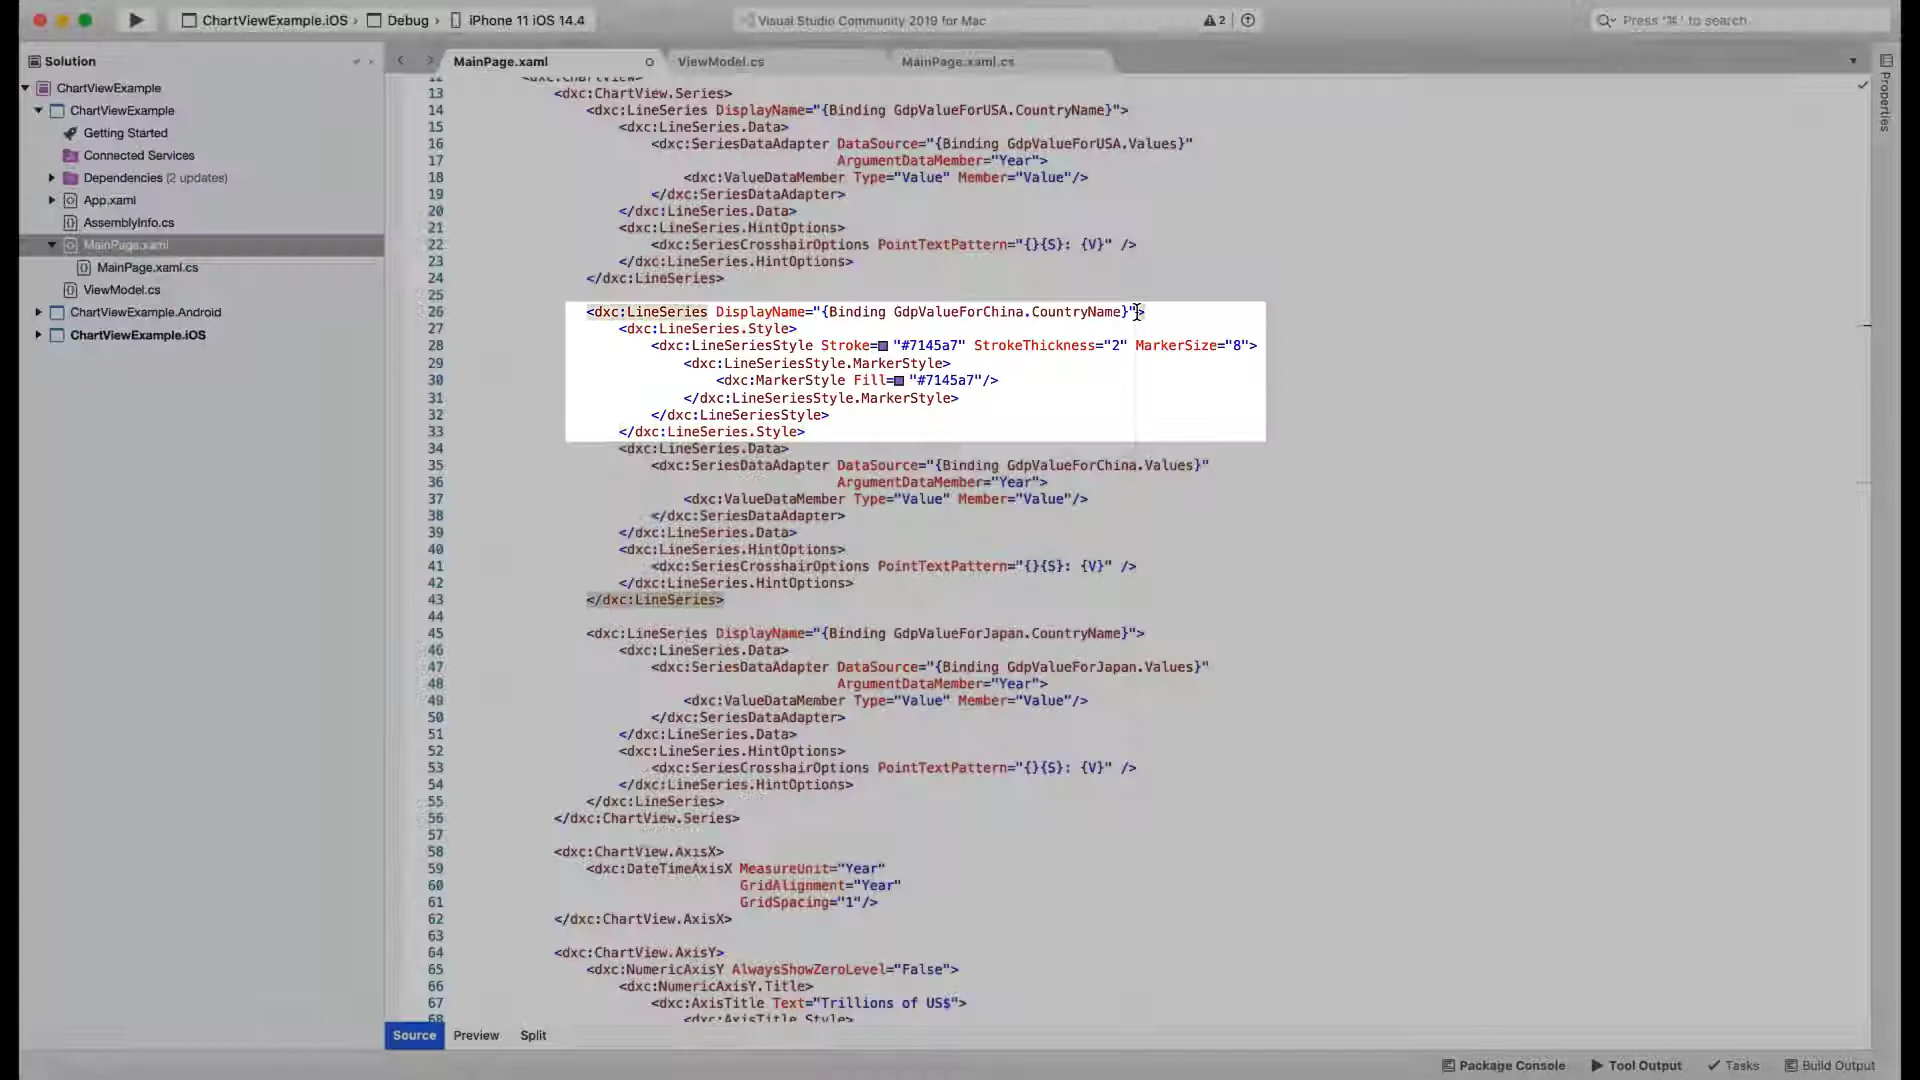 ChartViewExample.iOS › Debug › iPhone 11 iOS 14.4
Visual Studio Community 2019 for Mac
2
Press '⌘.' to search
Solution
MainPage.xaml
ViewModel.cs
MainPage.xaml.cs
Properties
ChartViewExample
ChartViewExample
Getting Started
Connected Services
Dependencies (2 updates)
App.xaml
AssemblyInfo.cs
MainPage.xaml
MainPage.xaml.cs
ViewModel.cs
ChartViewExample.Android
ChartViewExample.iOS
12 <dxc:ChartView>
13 <dxc:ChartView.Series>
14 <dxc:LineSeries DisplayName="{Binding GdpValueForUSA.CountryName}">
15 <dxc:LineSeries.Data>
16 <dxc:SeriesDataAdapter DataSource="{Binding GdpValueForUSA.Values}"
17 ArgumentDataMember="Year">
18 <dxc:ValueDataMember Type="Value" Member="Value"/>
19 </dxc:SeriesDataAdapter>
20 </dxc:LineSeries.Data>
21 <dxc:LineSeries.HintOptions>
22 <dxc:SeriesCrosshairOptions PointTextPattern="{}{S}: {V}" />
23 </dxc:LineSeries.HintOptions>
24 </dxc:LineSeries>
25
26 <dxc:LineSeries DisplayName="{Binding GdpValueForChina.CountryName}">
27 <dxc:LineSeries.Style>
28 <dxc:LineSeriesStyle Stroke="#7145a7" StrokeThickness="2" MarkerSize="8">
29 <dxc:LineSeriesStyle.MarkerStyle>
30 <dxc:MarkerStyle Fill="#7145a7"/>
31 </dxc:LineSeriesStyle.MarkerStyle>
32 </dxc:LineSeriesStyle>
33 </dxc:LineSeries.Style>
34 <dxc:LineSeries.Data>
35 <dxc:SeriesDataAdapter DataSource="{Binding GdpValueForChina.Values}"
36 ArgumentDataMember="Year">
37 <dxc:ValueDataMember Type="Value" Member="Value"/>
38 </dxc:SeriesDataAdapter>
39 </dxc:LineSeries.Data>
40 <dxc:LineSeries.HintOptions>
41 <dxc:SeriesCrosshairOptions PointTextPattern="{}{S}: {V}" />
42 </dxc:LineSeries.HintOptions>
43 </dxc:LineSeries>
44
45 <dxc:LineSeries DisplayName="{Binding GdpValueForJapan.CountryName}">
46 <dxc:LineSeries.Data>
47 <dxc:SeriesDataAdapter DataSource="{Binding GdpValueForJapan.Values}"
48 ArgumentDataMember="Year">
49 <dxc:ValueDataMember Type="Value" Member="Value"/>
50 </dxc:SeriesDataAdapter>
51 </dxc:LineSeries.Data>
52 <dxc:LineSeries.HintOptions>
53 <dxc:SeriesCrosshairOptions PointTextPattern="{}{S}: {V}" />
54 </dxc:LineSeries.HintOptions>
55 </dxc:LineSeries>
56 </dxc:ChartView.Series>
57
58 <dxc:ChartView.AxisX>
59 <dxc:DateTimeAxisX MeasureUnit="Year"
60 GridAlignment="Year"
61 GridSpacing="1"/>
62 </dxc:ChartView.AxisX>
63
64 <dxc:ChartView.AxisY>
65 <dxc:NumericAxisY AlwaysShowZeroLevel="False">
66 <dxc:NumericAxisY.Title>
67 <dxc:AxisTitle Text="Trillions of US$">
68 <dxc:AxisTitle.Style>
Source Preview Split
Package Console Tool Output Tasks Build Output